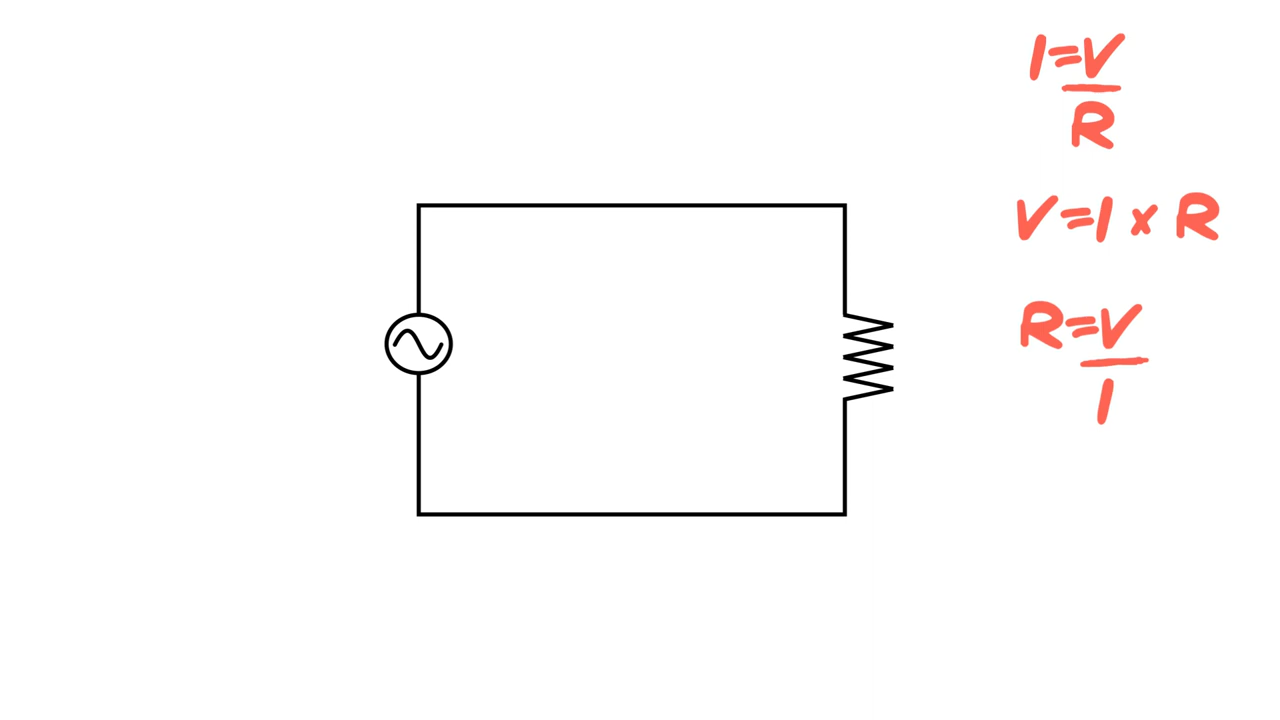 I=V
R
V=I x R
R=V
I